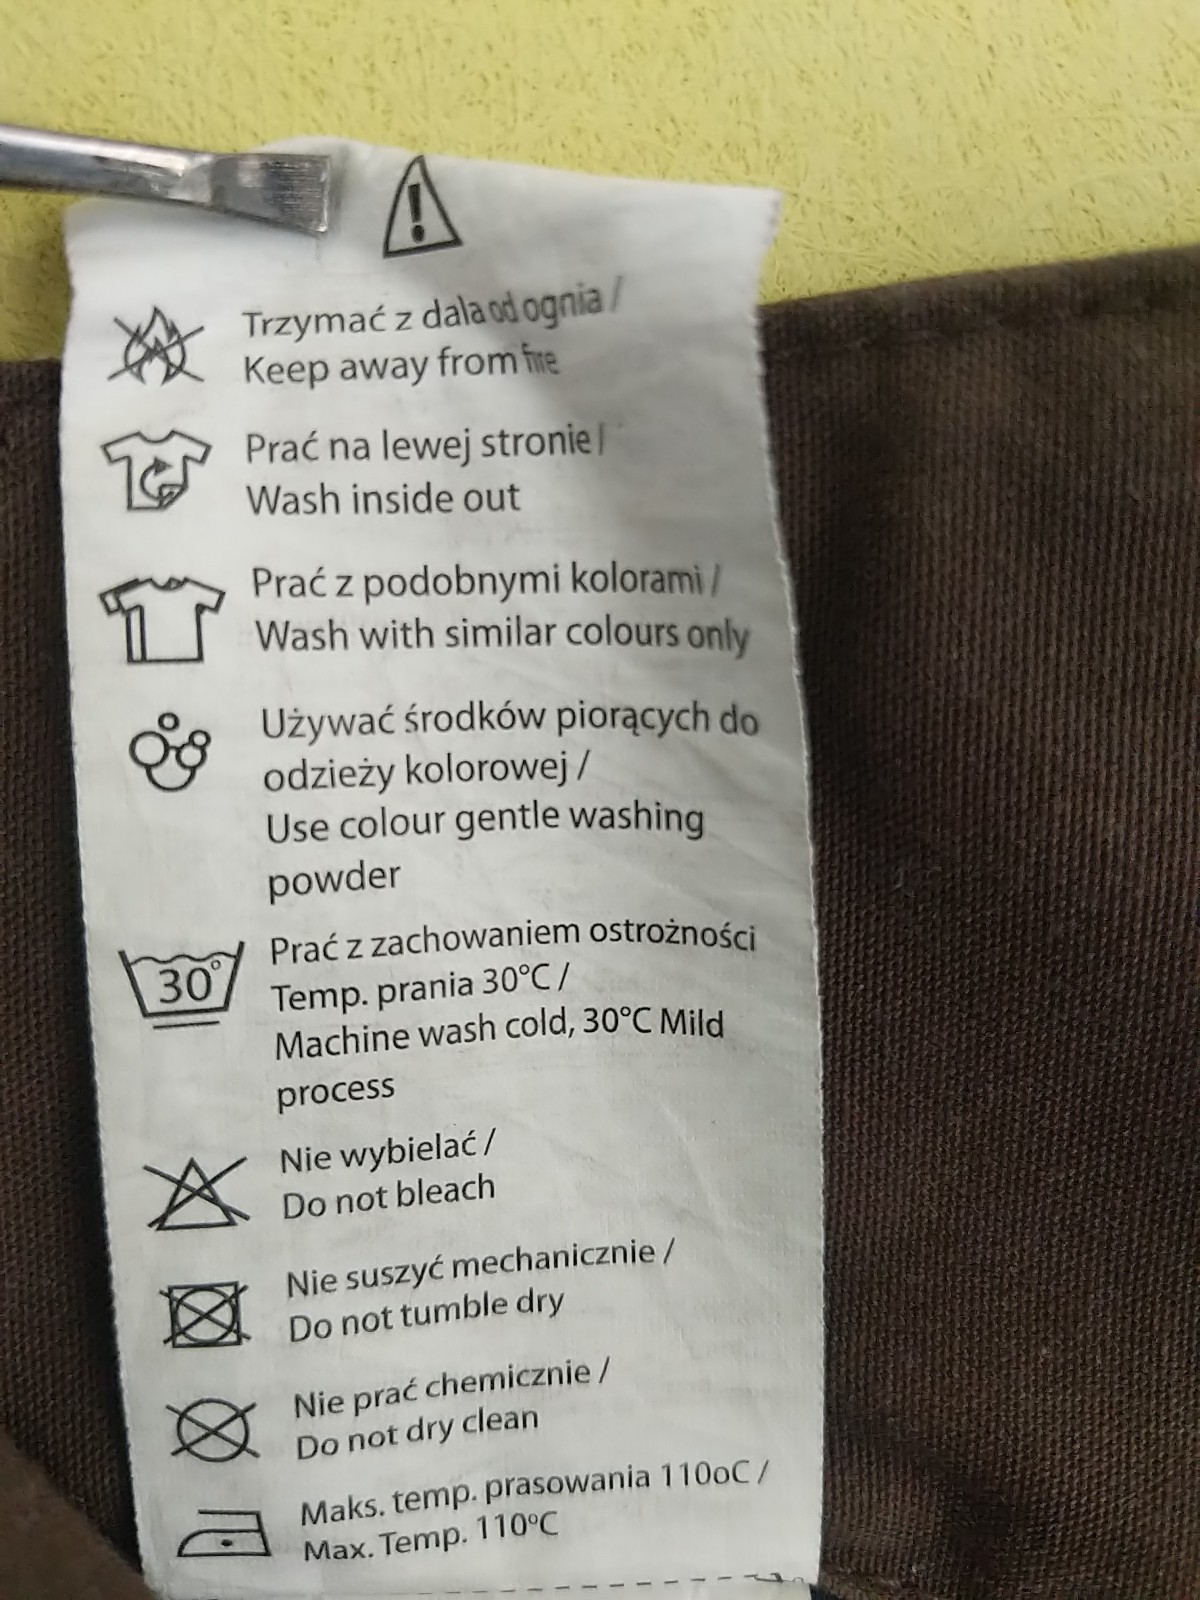 Trzymać z dala od ognia /
Keep away from fire
Prać na lewej stronie /
Wash inside out
Prać z podobnymi kolorami /
Wash with similar colours only
Używać środków piorących do
odzieży kolorowej /
Use colour gentle washing
powder
30°
Prać z zachowaniem ostrożności
Temp. prania 30°C /
Machine wash cold, 30°C Mild
process
Nie wybielać /
Do not bleach
Nie suszyć mechanicznie /
Do not tumble dry
Nie prać chemicznie /
Do not dry clean
Maks. temp. prasowania 110oC /
Max. Temp. 110°C